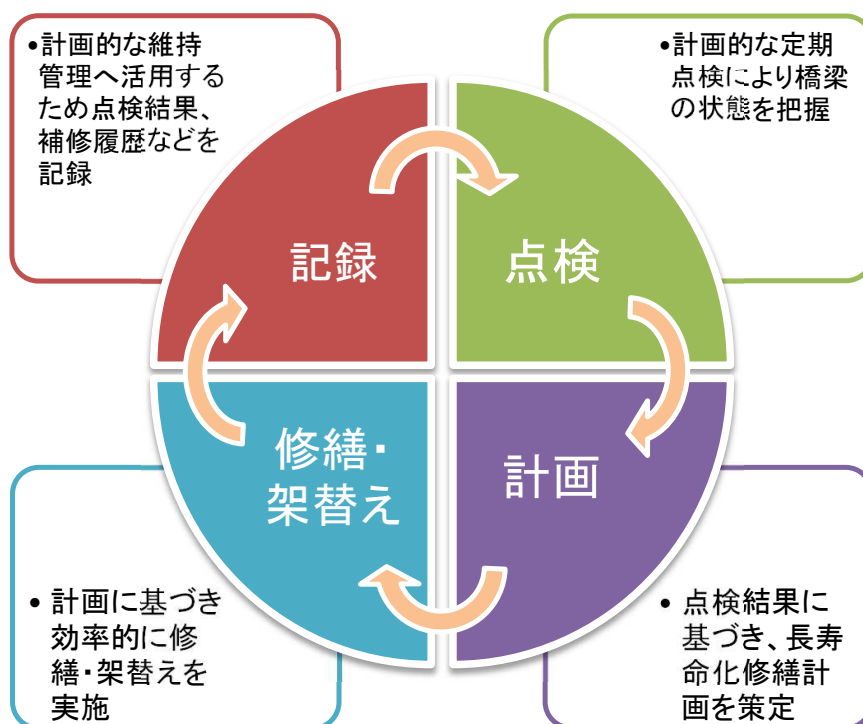 •計画的な維持
管理へ活用する
ため点検結果、
補修履歴などを
記録
•計画的な定期
点検により橋梁
の状態を把握
記録
点検
修繕・
架替え
計画
• 計画に基づき
効率的に修
繕・架替えを
実施
• 点検結果に
基づき、長寿
命化修繕計
画を策定